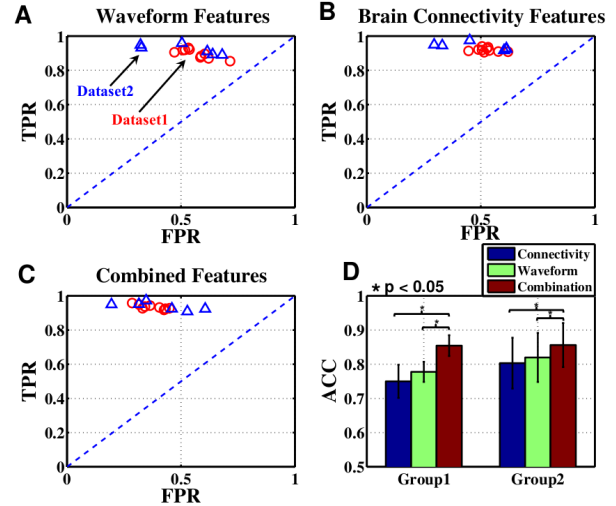 A
Waveform Features
1
0.8
0.6
0.4
0.2
0
TPR
Dataset2
Dataset1
0
0.5
1
FPR
B
Brain Connectivity Features
1
0.8
0.6
0.4
0.2
0
TPR
0
0.5
1
FPR
C
Combined Features
1
0.8
0.6
0.4
0.2
0
TPR
0
0.5
1
FPR
D
* p < 0.05
Connectivity
Waveform
Combination
1
0.9
0.8
0.7
0.6
0.5
ACC
*
*
*
*
Group1
Group2